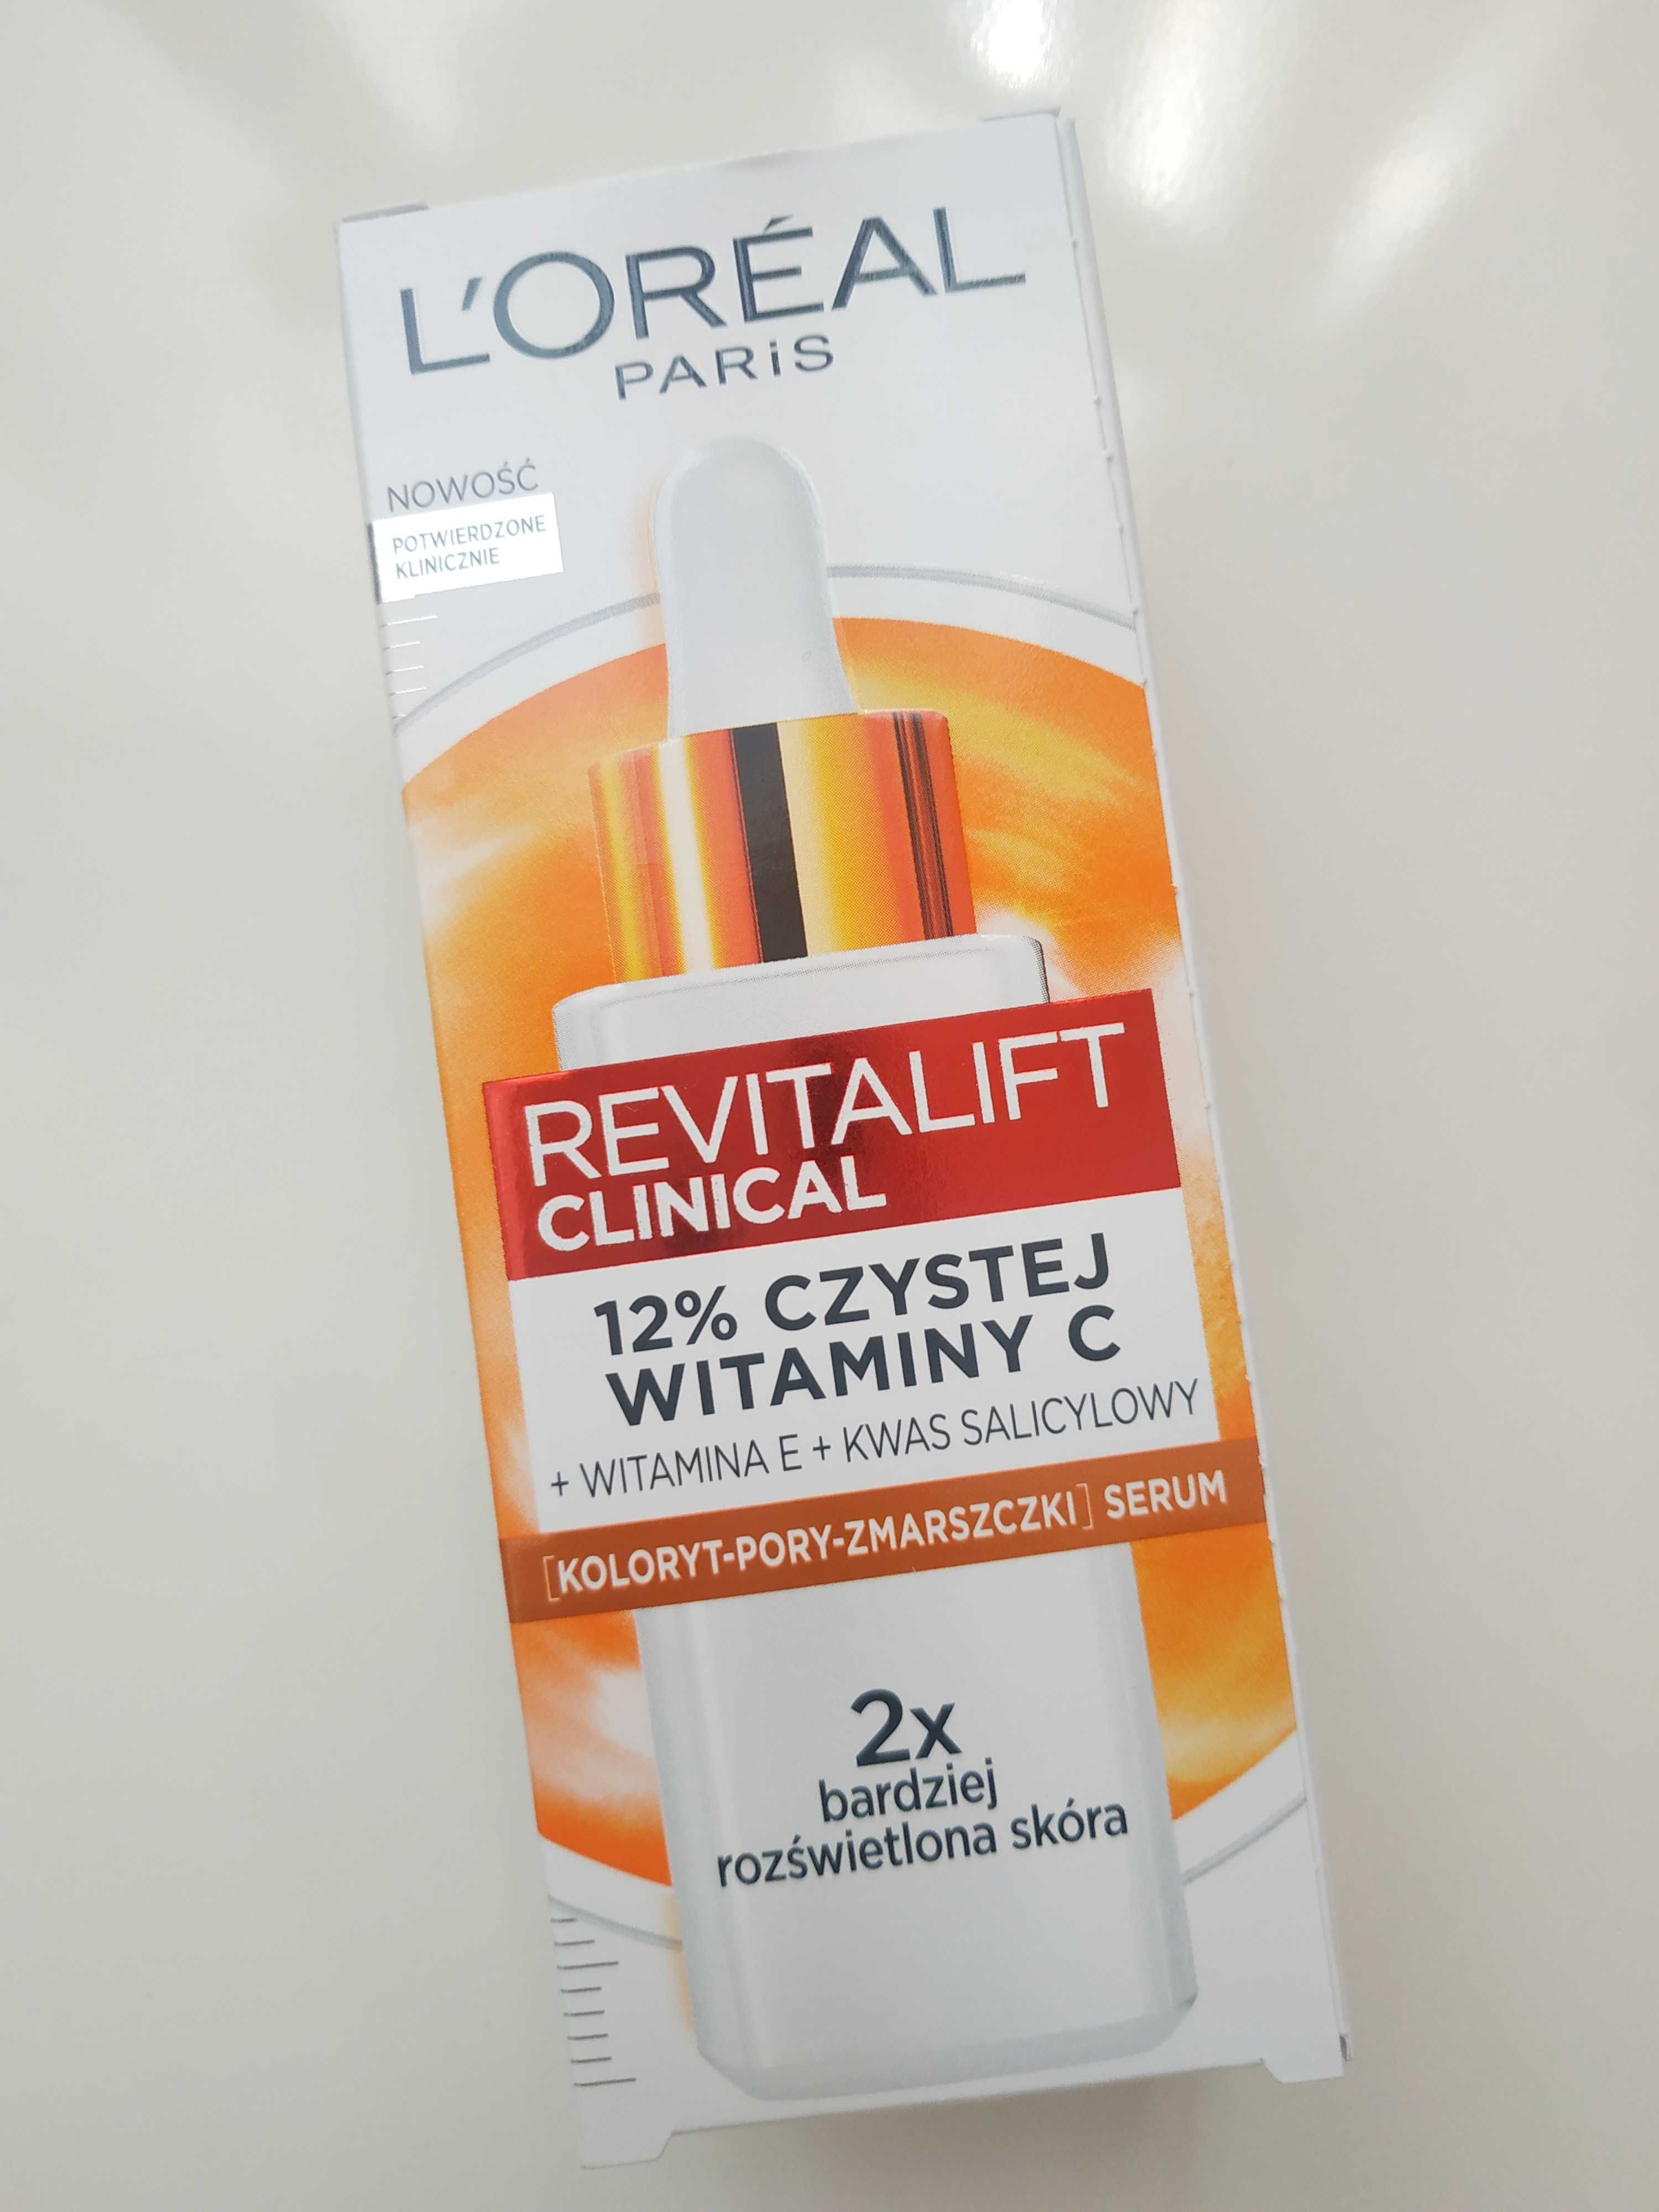 L'ORÉAL
PARiS
NOWOŚĆ
POTWIERDZONE
KLINICZNIE
REVITALIFT
CLINICAL
12% CZYSTEJ
WITAMINY C
+ WITAMINA E + KWAS SALICYLOWY
[KOLORYT-PORY-ZMARSZCZKI] SERUM
2x
bardziej
rozświetlona skóra